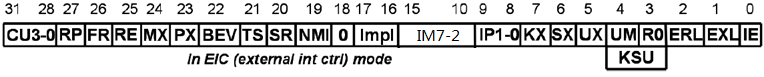 31 28 27 26 25 24 23 22 21 20 19 18 17 16 15 10 9 8 7 6 5 4 3 2 1 0
CU3-0 RP FR RE MX PX BEV TS SR NMI 0 Impl IM7-2 IP1-0 KX SX UX UM R0 ERL EXL IE
In EIC (external int ctrl) mode KSU